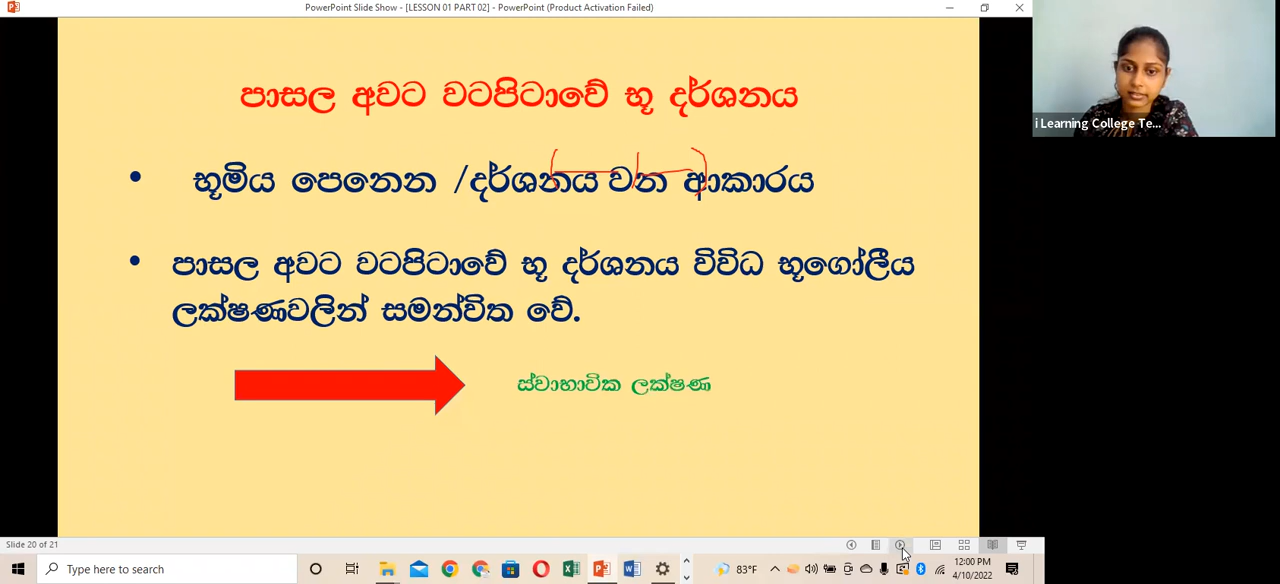 PowerPoint Slide Show - [LESSON 01 PART 02] - PowerPoint (Product Activation Failed)
i Learning College Te...
පාසල අවට වටපිටාවේ භූ දර්ශනය
• භූමිය පෙනෙන /දර්ශනය වන ආකාරය
• පාසල අවට වටපිටාවේ භූ දර්ශනය විවිධ භූගෝලීය
ලක්ෂණවලින් සමන්විත වේ.
ස්වාභාවික ලක්ෂණ
Slide 20 of 21
Type here to search
83°F
12:00 PM
4/10/2022